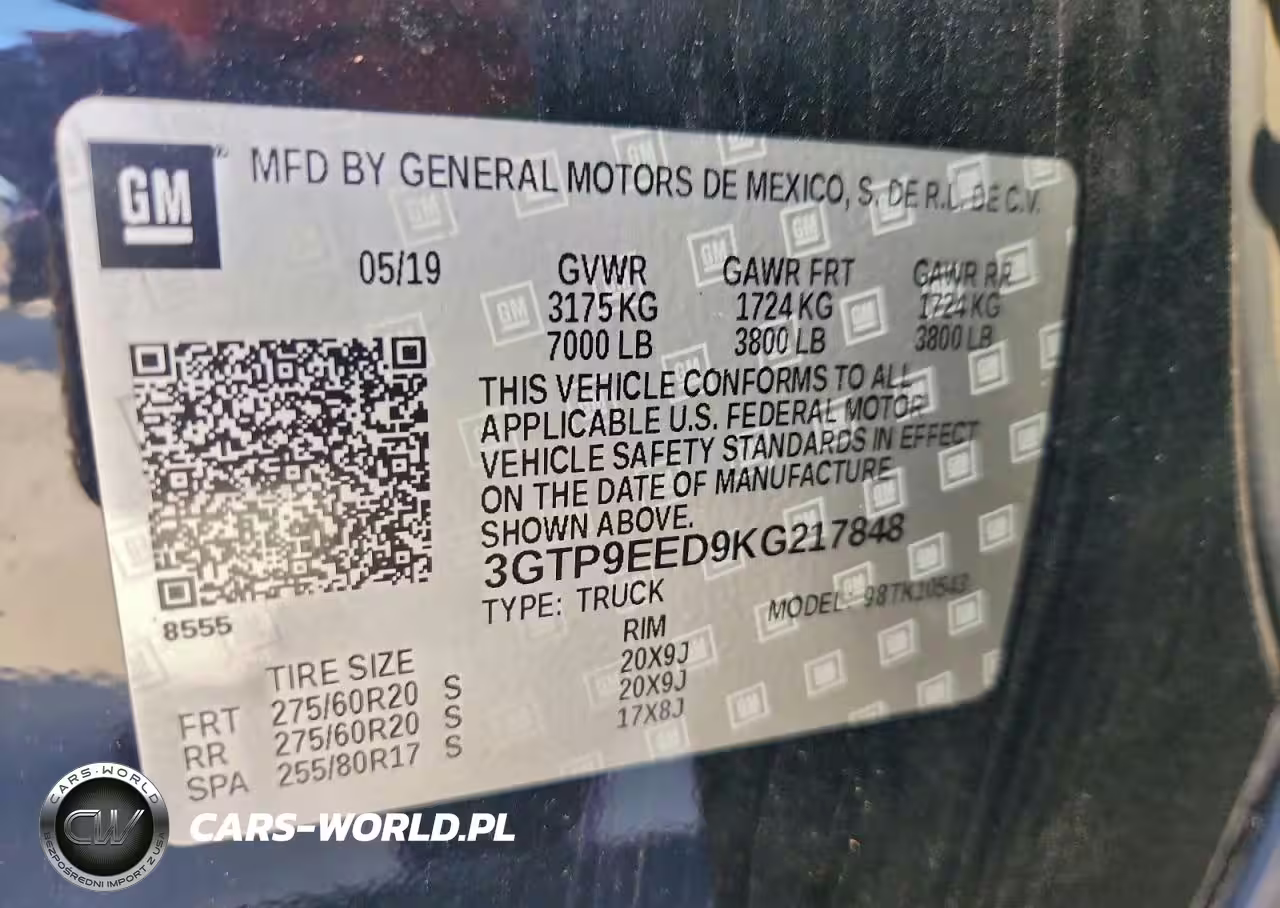 GM
MFD BY GENERAL MOTORS DE MEXICO, S. DE R.L. DE C.V.
05/19 GVWR GAWR FRT GAWR RR
3175 KG 1724 KG 1724 KG
7000 LB 3800 LB 3800 LB
THIS VEHICLE CONFORMS TO ALL
APPLICABLE U.S. FEDERAL MOTOR
VEHICLE SAFETY STANDARDS IN EFFECT
ON THE DATE OF MANUFACTURE
SHOWN ABOVE.
3GTP9EED9KG217848
TYPE: TRUCK MODEL: 98TK10543
8555
TIRE SIZE RIM
FRT 275/60R20 S 20X9J
RR 275/60R20 S 20X9J
SPA 255/80R17 S 17X8J
CARS-WORLD
CW
BEZPOŚREDNI IMPORT Z USA
CARS-WORLD.PL